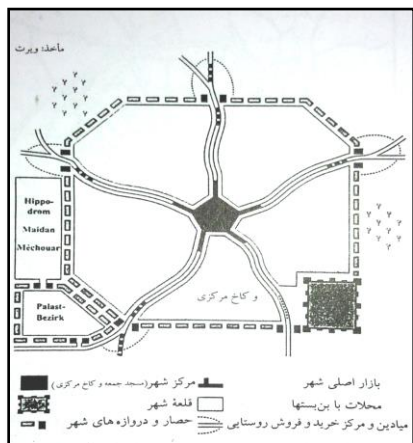 مأخذ: ویرت
Hippo-
drom
Maidan
Méchouar
Palast-
Bezirk
و کاخ مرکزی
بازار اصلی شهر
مرکز شهر (مسجد جمعه و کاخ مرکزی)
محلات با بن‌بستها
قلعهٔ شهر
میادین و مرکز خرید و فروش روستایی
حصار و دروازه های شهر